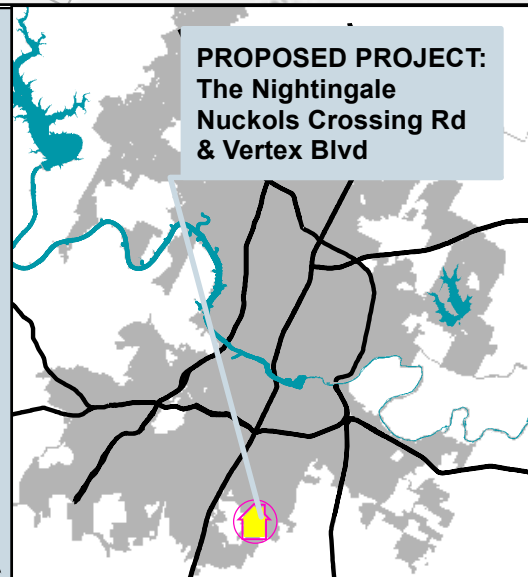 PROPOSED PROJECT:
The Nightingale
Nuckols Crossing Rd
& Vertex Blvd